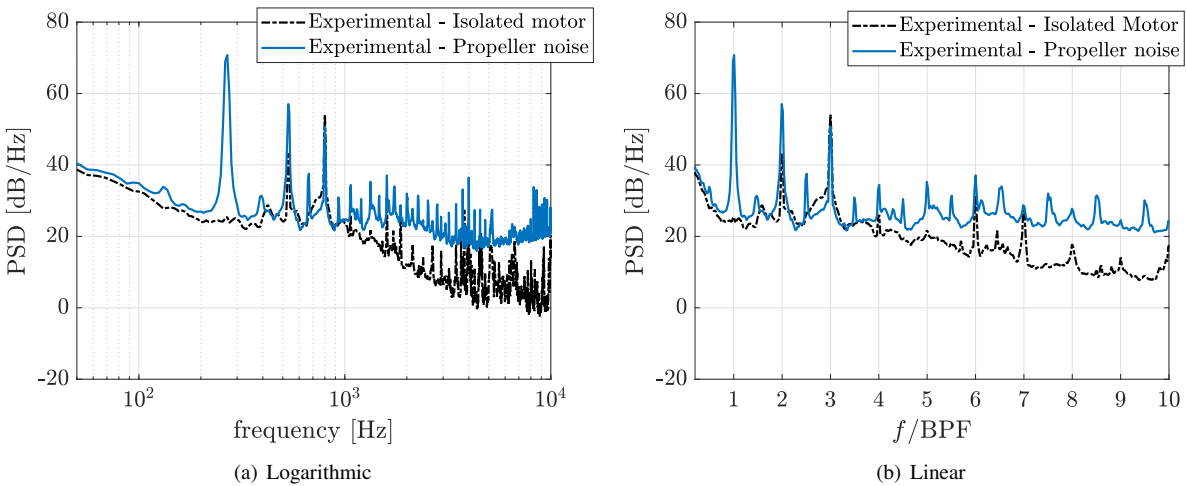 80
60
40
20
0
-20
PSD [dB/Hz]
10^2
10^3
10^4
frequency [Hz]
Experimental - Isolated motor
Experimental - Propeller noise
(a) Logarithmic
80
60
40
20
0
-20
PSD [dB/Hz]
1 2 3 4 5 6 7 8 9 10
f/BPF
Experimental - Isolated Motor
Experimental - Propeller noise
(b) Linear